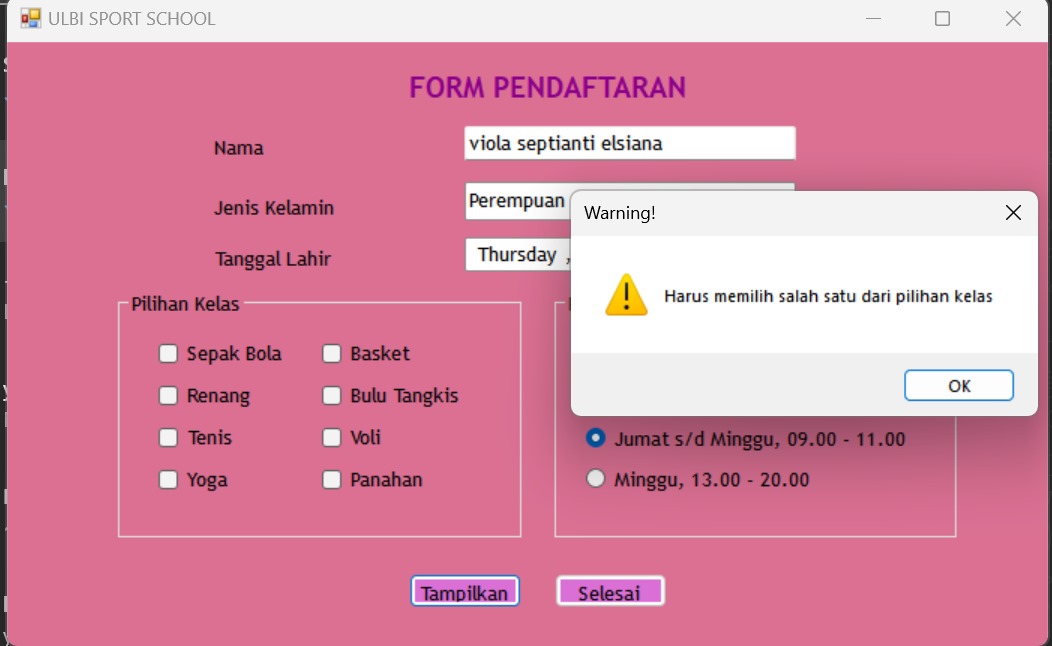 ULBI SPORT SCHOOL
FORM PENDAFTARAN
Nama
viola septianti elsiana
Jenis Kelamin
Perempuan
Tanggal Lahir
Thursday ,
Warning!
Harus memilih salah satu dari pilihan kelas
OK
Pilihan Kelas
Sepak Bola
Basket
Renang
Bulu Tangkis
Tenis
Voli
Yoga
Panahan
Jumat s/d Minggu, 09.00 - 11.00
Minggu, 13.00 - 20.00
Tampilkan
Selesai